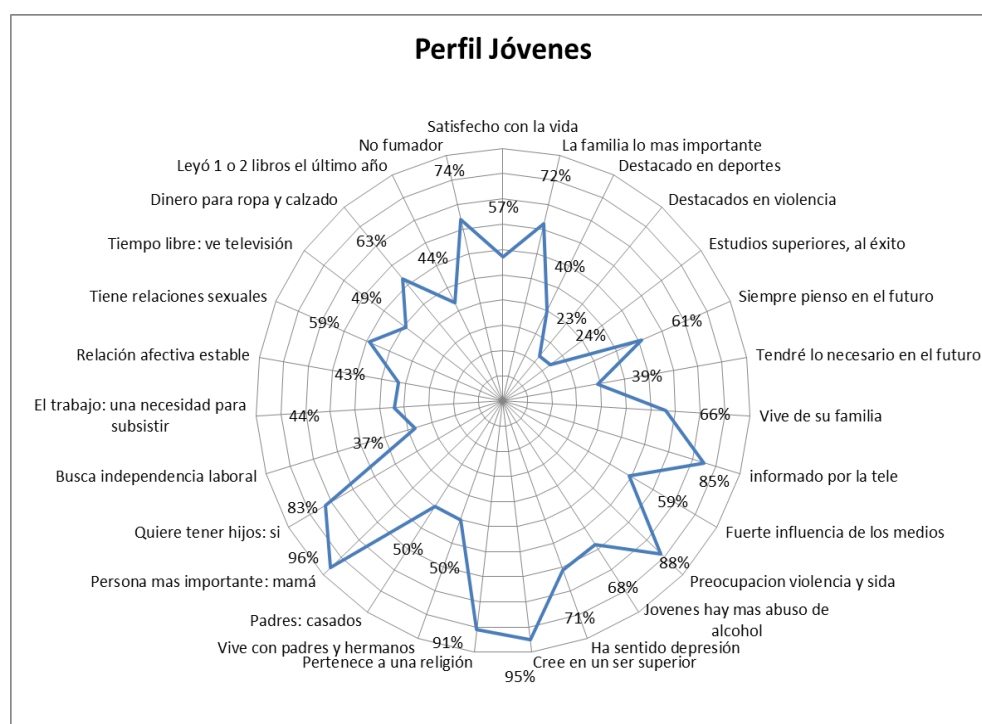 Perfil Jóvenes
Satisfecho con la vida
57%
La familia lo mas importante
72%
Destacado en deportes
40%
Destacados en violencia
23%
Estudios superiores, al éxito
24%
Siempre pienso en el futuro
61%
Tendré lo necesario en el futuro
39%
Vive de su familia
66%
informado por la tele
85%
Fuerte influencia de los medios
59%
Preocupacion violencia y sida
88%
Jovenes hay mas abuso de
alcohol
68%
Ha sentido depresión
71%
Cree en un ser superior
95%
Pertenece a una religión
91%
Vive con padres y hermanos
50%
Padres: casados
50%
Persona mas importante: mamá
96%
Quiere tener hijos: si
83%
Busca independencia laboral
37%
El trabajo: una necesidad para
subsistir
44%
Relación afectiva estable
43%
Tiene relaciones sexuales
59%
Tiempo libre: ve televisión
49%
Dinero para ropa y calzado
63%
Leyó 1 o 2 libros el último año
44%
No fumador
74%